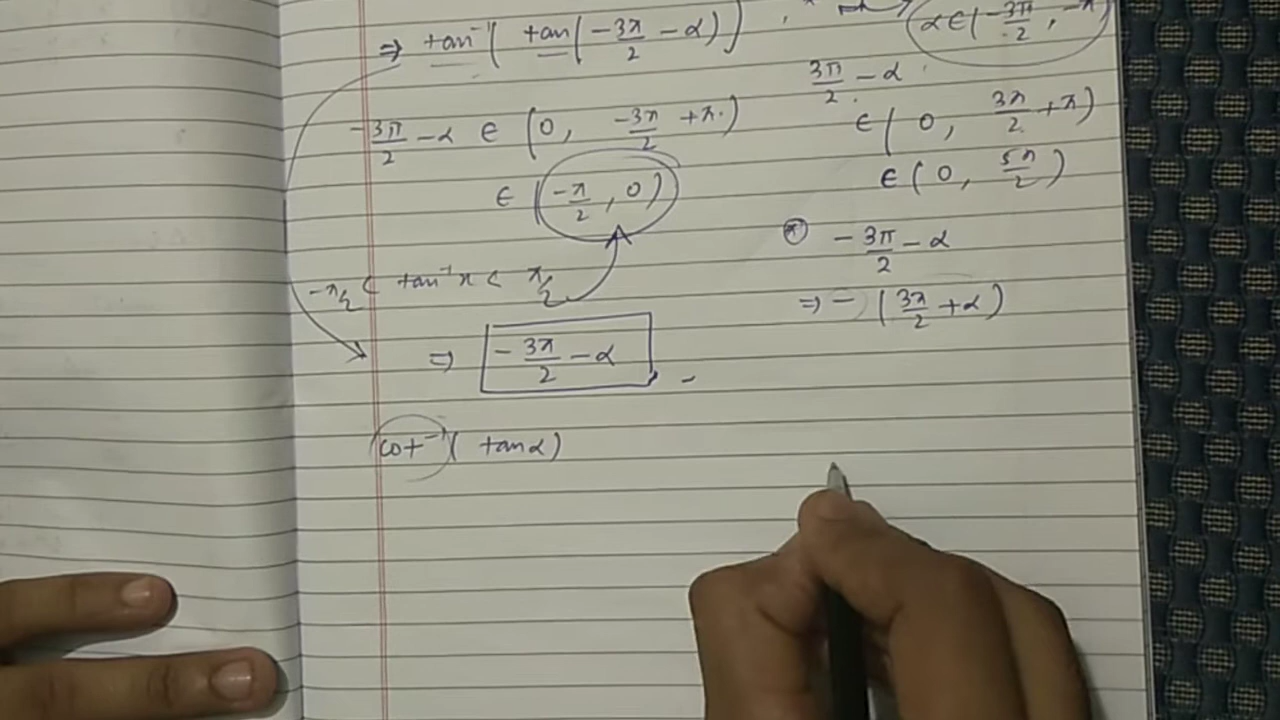 ⇒ tan⁻¹( tan(-3π/2 - α)) ,
α ∈ (-3π/2 , -π)
3π/2 - α
-3π/2 - α ∈ (0, -3π/2 + π)
∈ ( 0, 3π/2 + π)
∈ (-π/2 , 0)
∈ ( 0, 5π/2 )
* -3π/2 - α
-π/2 < tan⁻¹x < π/2
⇒ - (3π/2 + α)
⇒ -3π/2 - α
cot⁻¹( tanα)